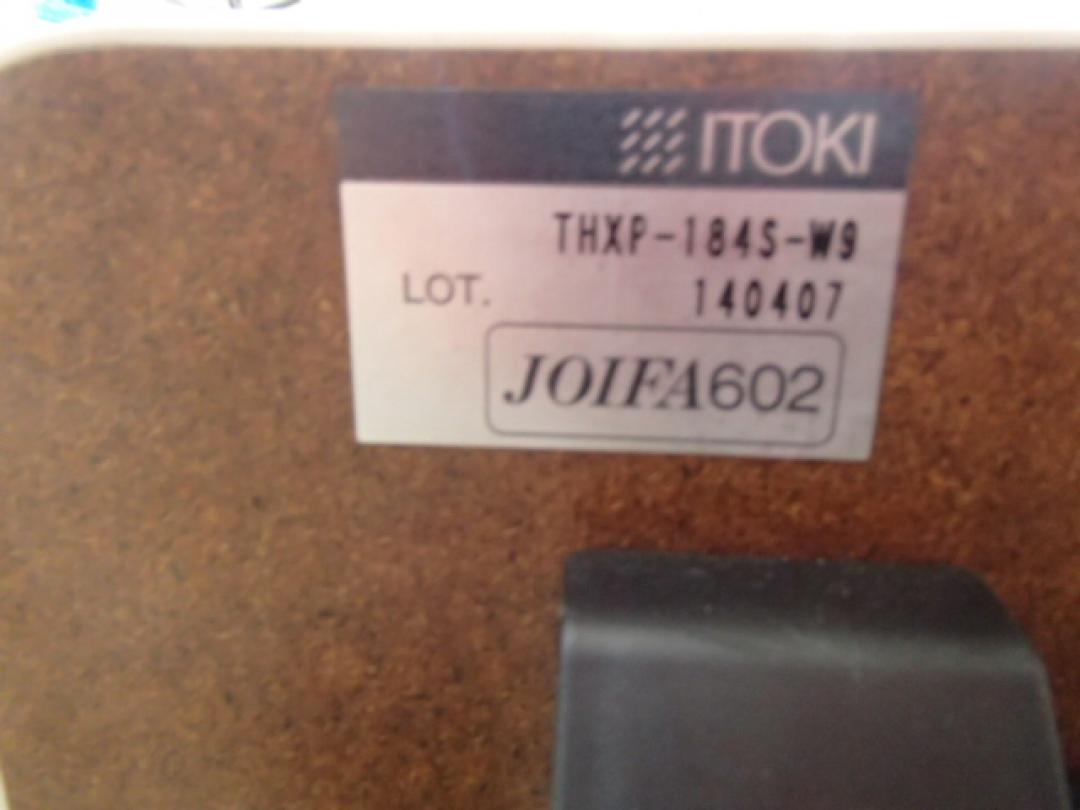 ITOKI
THXP-184S-W9
LOT. 140407
JOIFA602